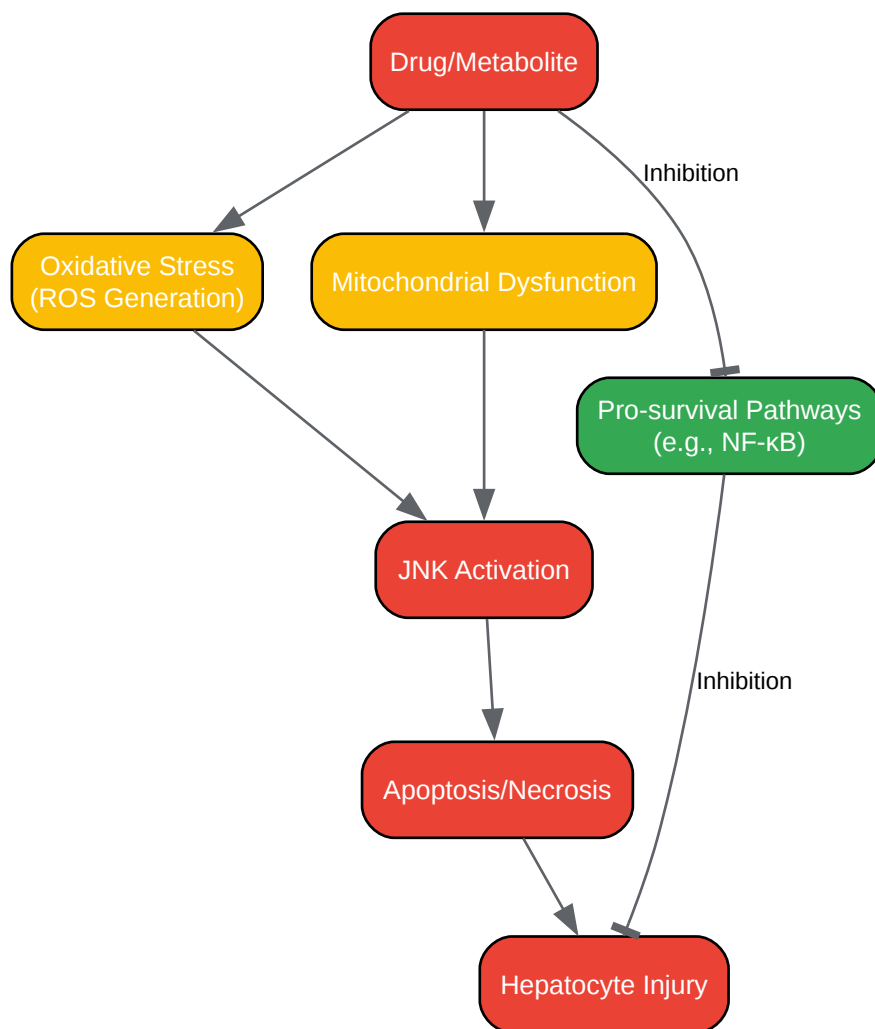 Drug/Metabolite
Inhibition
Oxidative Stress
(ROS Generation)
Mitochondrial Dysfunction
Pro-survival Pathways
(e.g., NF-κB)
JNK Activation
Inhibition
Apoptosis/Necrosis
Hepatocyte Injury